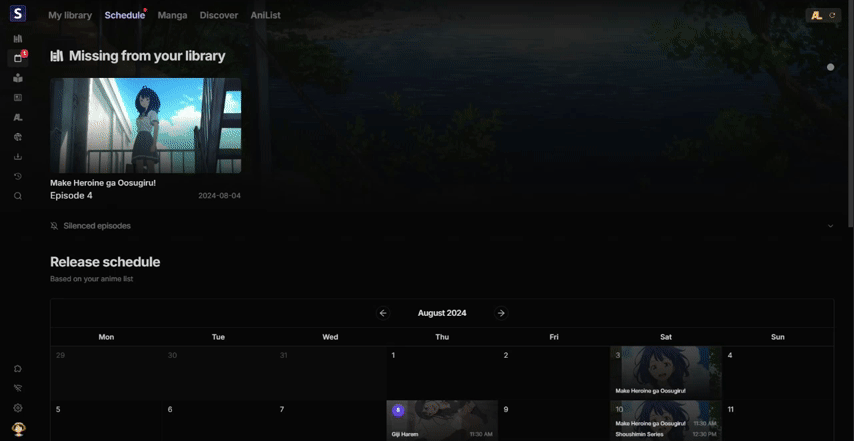 S
My library Schedule Manga Discover AniList
AL
1
Missing from your library
Make Heroine ga Oosugiru!
Episode 4 2024-08-04
Silenced episodes
Release schedule
Based on your anime list
August 2024
Mon Tue Wed Thu Fri Sat Sun
29 30 31 1 2 3 4
Make Heroine ga Oosugiru!
5 6 7 8 9 10 11
Make Heroine ga Oosugiru! 11:30 AM
Giji Harem 11:30 AM Shoushimin Series 12:30 PM